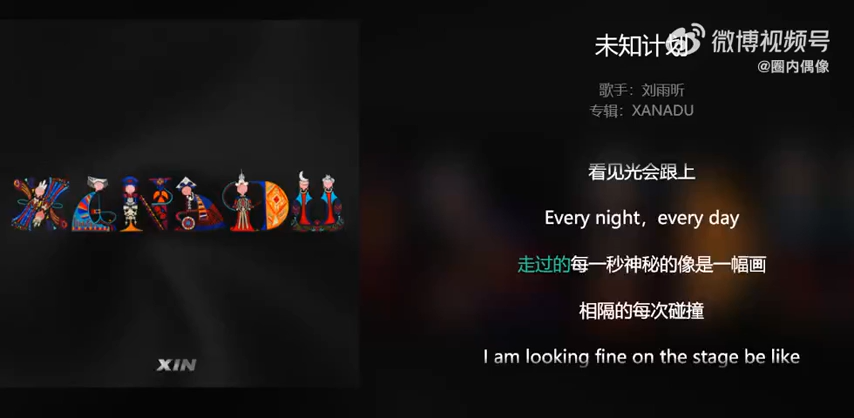 未知计划
微博视频号
@圈内偶像
歌手：刘雨昕
专辑：XANADU
XANADU
看见光会跟上
Every night，every day
走过的每一秒神秘的像是一幅画
相隔的每次碰撞
I am looking fine on the stage be like
XIN